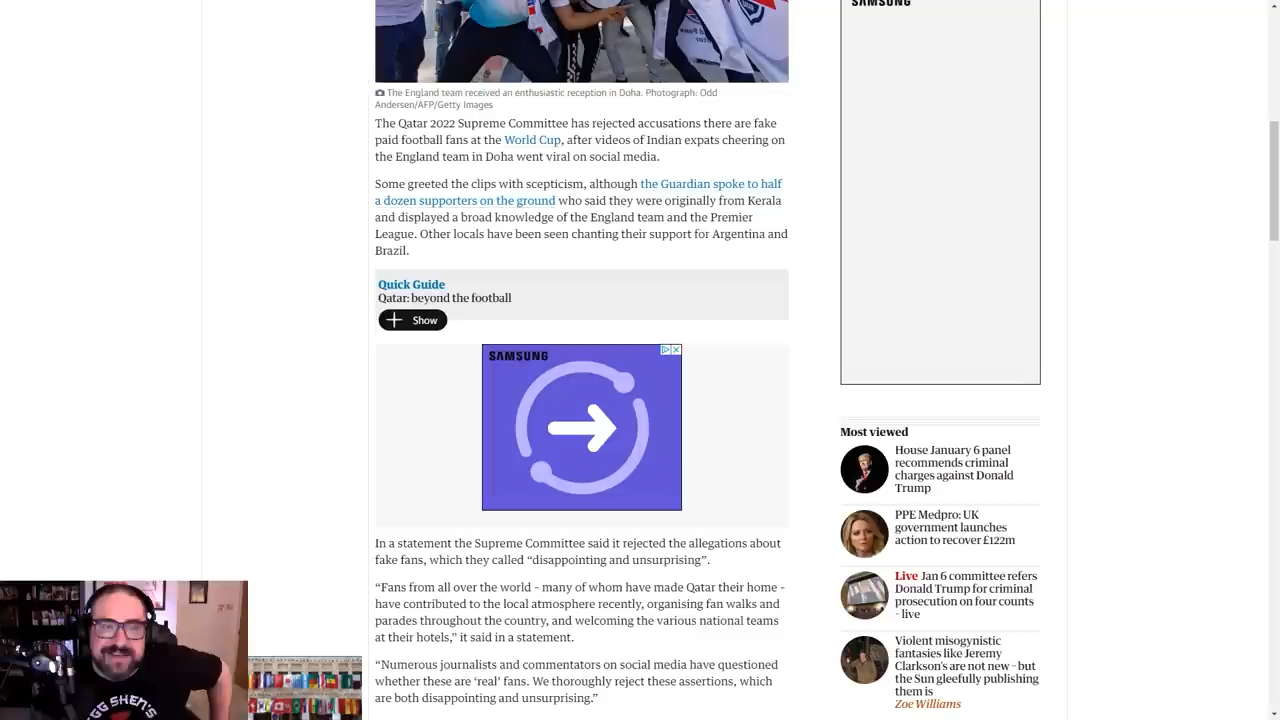 SAMSUNG
The England team received an enthusiastic reception in Doha. Photograph: Odd
Andersen/AFP/Getty Images
The Qatar 2022 Supreme Committee has rejected accusations there are fake
paid football fans at the World Cup, after videos of Indian expats cheering on
the England team in Doha went viral on social media.
Some greeted the clips with scepticism, although the Guardian spoke to half
a dozen supporters on the ground who said they were originally from Kerala
and displayed a broad knowledge of the England team and the Premier
League. Other locals have been seen chanting their support for Argentina and
Brazil.
Quick Guide
Qatar: beyond the football
Show
SAMSUNG
In a statement the Supreme Committee said it rejected the allegations about
fake fans, which they called “disappointing and unsurprising”.
“Fans from all over the world – many of whom have made Qatar their home –
have contributed to the local atmosphere recently, organising fan walks and
parades throughout the country, and welcoming the various national teams
at their hotels,” it said in a statement.
“Numerous journalists and commentators on social media have questioned
whether these are ‘real’ fans. We thoroughly reject these assertions, which
are both disappointing and unsurprising.”
Most viewed
House January 6 panel
recommends criminal
charges against Donald
Trump
PPE Medpro: UK
government launches
action to recover £122m
Live Jan 6 committee refers
Donald Trump for criminal
prosecution on four counts
– live
Violent misogynistic
fantasies like Jeremy
Clarkson’s are not new – but
the Sun gleefully publishing
them is
Zoe Williams
GG SHEN'S